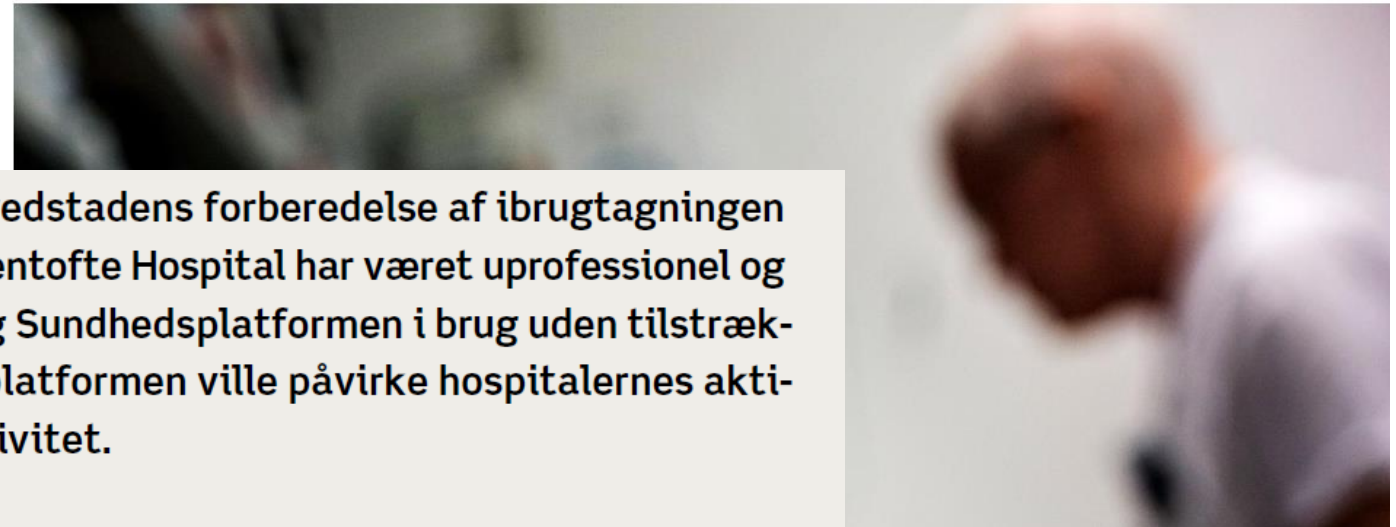 edstadens forberedelse af ibrugtagningen
entofte Hospital har været uprofessionel og
g Sundhedsplatformen i brug uden tilstræk-
platformen ville påvirke hospitalernes akti-
ivitet.